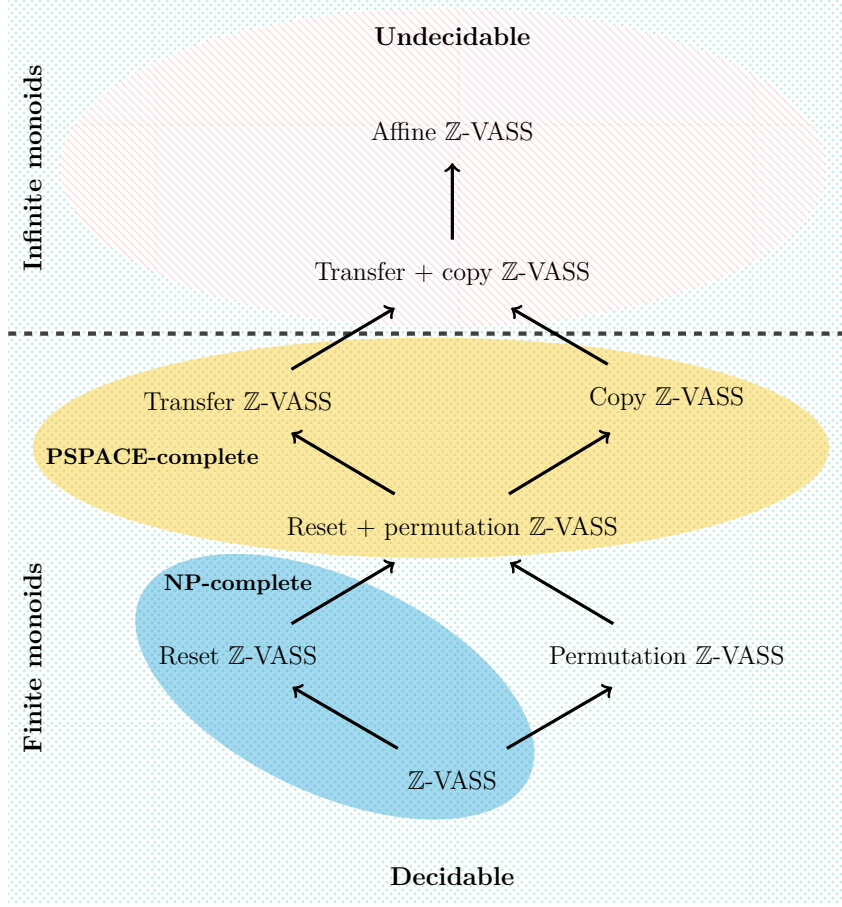 Undecidable
Infinite monoids
Affine ℤ-VASS
Transfer + copy ℤ-VASS
Transfer ℤ-VASS
Copy ℤ-VASS
PSPACE-complete
Reset + permutation ℤ-VASS
Finite monoids
NP-complete
Reset ℤ-VASS
Permutation ℤ-VASS
ℤ-VASS
Decidable